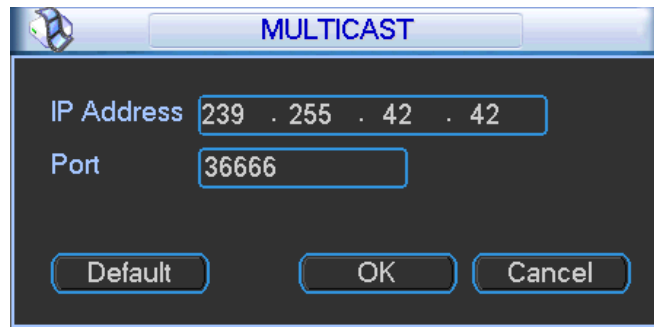 MULTICAST
IP Address 239 . 255 . 42 . 42
Port 36666
Default OK Cancel